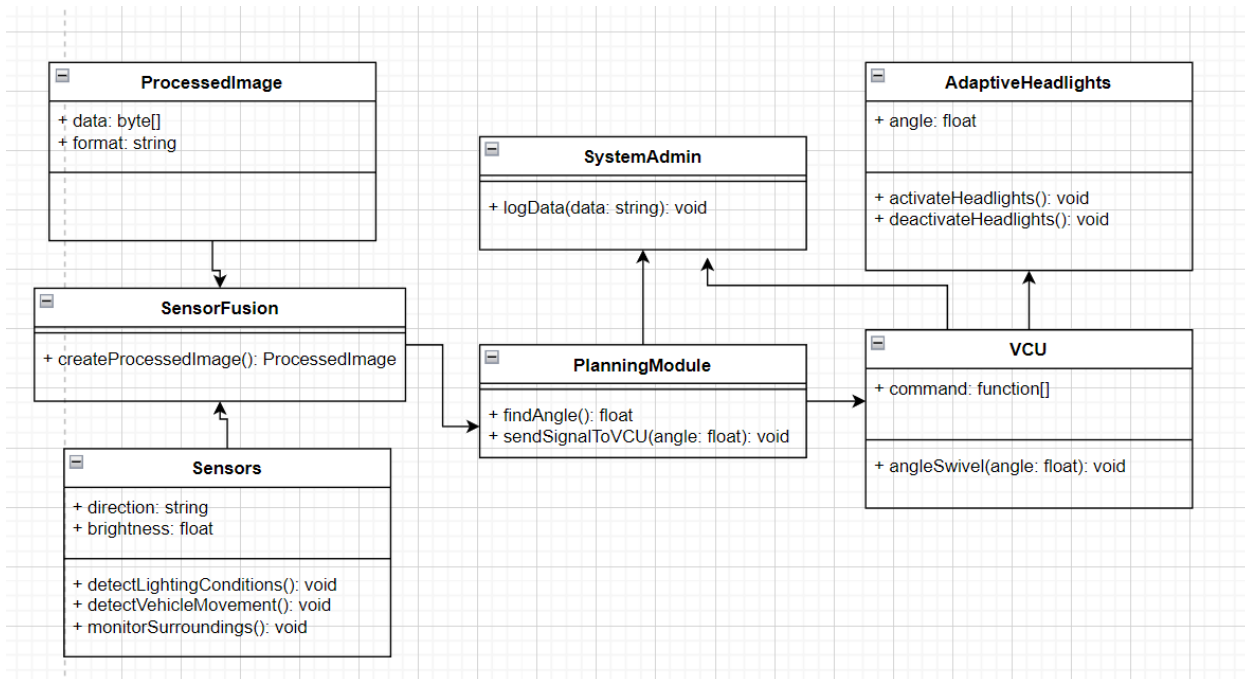 ProcessedImage
+ data: byte[]
+ format: string
SensorFusion
+ createProcessedImage(): ProcessedImage
Sensors
+ direction: string
+ brightness: float
+ detectLightingConditions(): void
+ detectVehicleMovement(): void
+ monitorSurroundings(): void
SystemAdmin
+ logData(data: string): void
PlanningModule
+ findAngle(): float
+ sendSignalToVCU(angle: float): void
AdaptiveHeadlights
+ angle: float
+ activateHeadlights(): void
+ deactivateHeadlights(): void
VCU
+ command: function[]
+ angleSwivel(angle: float): void